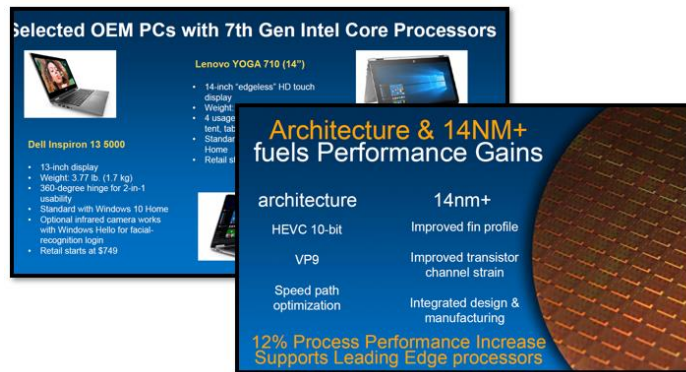 Selected OEM PCs with 7th Gen Intel Core Processors
Lenovo YOGA 710 (14")
• 14-inch "edgeless" HD touch
display
• Weight:
• 4 usage
tent,
• Standar
Home
• Retail
Dell Inspiron 13 5000
• 13-inch display
• Weight: 3.77 lb. (1.7 kg)
• 360-degree hinge for 2-in-1
usability
• Standard with Windows 10 Home
• Optional infrared camera works
with Windows Hello for facial-
recognition login
• Retail starts at $749
Architecture & 14NM+
fuels Performance Gains
architecture
HEVC 10-bit
VP9
Speed path
optimization
14nm+
Improved fin profile
Improved transistor
channel strain
Integrated design &
manufacturing
12% Process Performance Increase
Supports Leading Edge processors